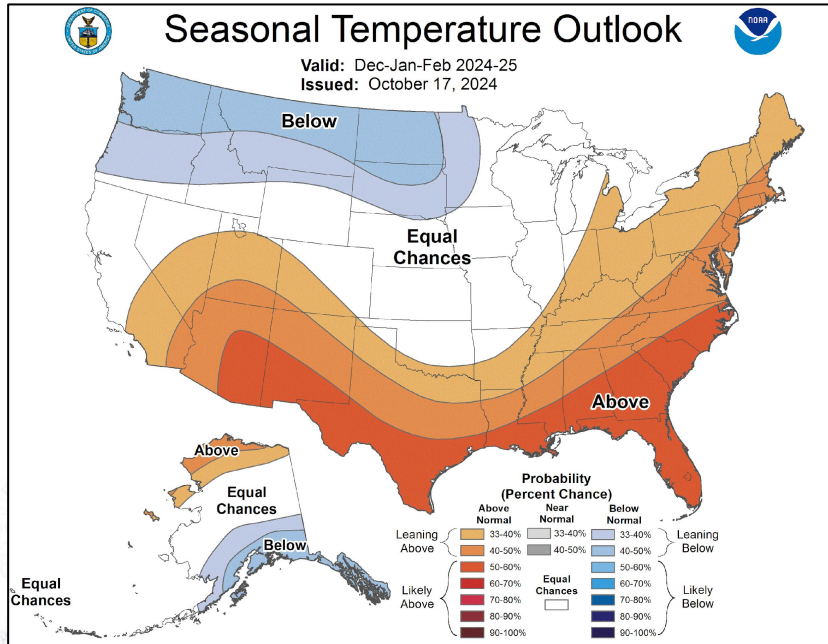 Seasonal Temperature Outlook
NOAA
Valid: Dec-Jan-Feb 2024-25
Issued: October 17, 2024
Below
Equal
Chances
Above
Above
Equal
Chances
Below
Equal
Chances
Probability
(Percent Chance)
Above
Normal
Near
Normal
Below
Normal
Leaning
Above
33-40% 33-40% 33-40%
40-50% 40-50% 40-50%
Leaning
Below
Likely
Above
50-60% 50-60%
60-70% 60-70%
70-80% 70-80%
80-90% 80-90%
90-100% 90-100%
Equal
Chances
Likely
Below